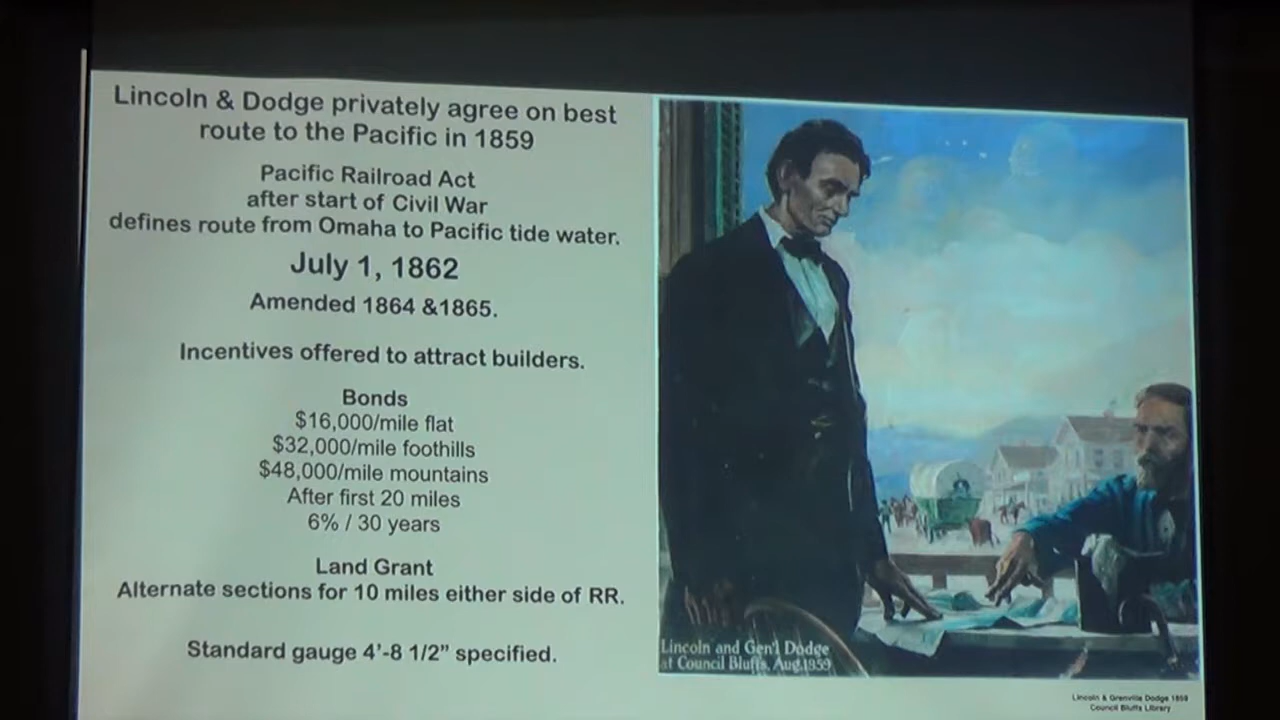 Lincoln & Dodge privately agree on best
route to the Pacific in 1859
Pacific Railroad Act
after start of Civil War
defines route from Omaha to Pacific tide water.
July 1, 1862
Amended 1864 &1865.
Incentives offered to attract builders.
Bonds
$16,000/mile flat
$32,000/mile foothills
$48,000/mile mountains
After first 20 miles
6% / 30 years
Land Grant
Alternate sections for 10 miles either side of RR.
Standard gauge 4'-8 1/2” specified.
Lincoln and Gen'l Dodge
at Council Bluffs, Aug.1859
Lincoln & Grenville Dodge 1859
Council Bluffs Library